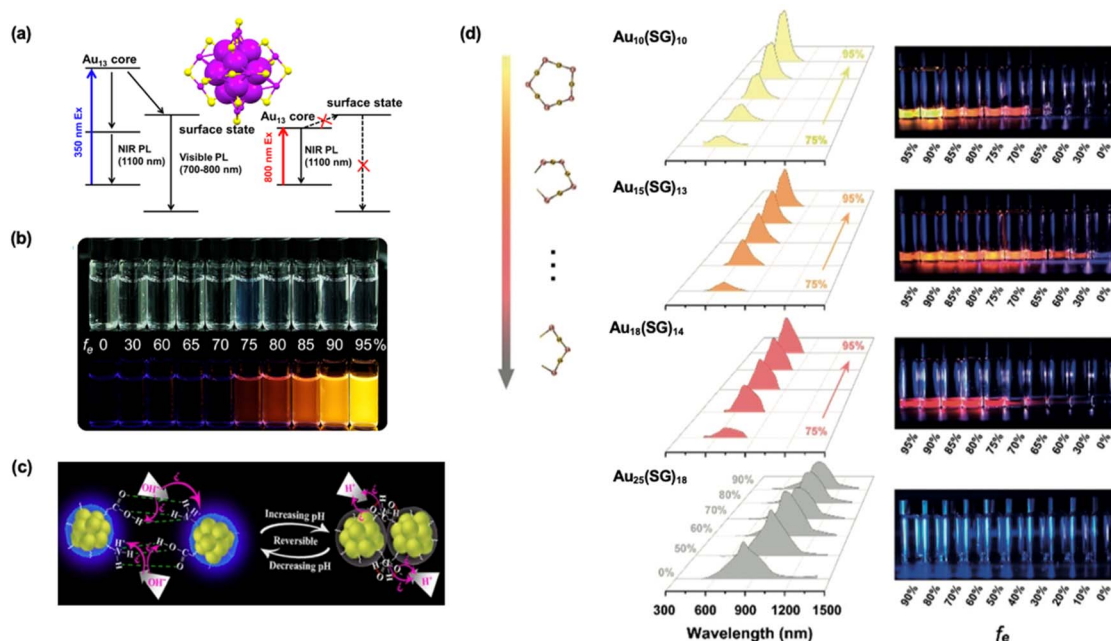 (a)
Au13 core
350 nm Ex
NIR PL
(1100 nm)
surface state
Visible PL
(700-800 nm)
surface state
Au13 core
800 nm Ex
NIR PL
(1100 nm)
(b)
fe 0 30 60 65 70 75 80 85 90 95%
(c)
OH-
OH-
Increasing pH
Reversible
Decreasing pH
H+
H+
(d)
Au10(SG)10
95%
75%
95% 90% 85% 80% 75% 70% 65% 60% 30% 0%
Au15(SG)13
95%
75%
95% 90% 85% 80% 75% 70% 65% 60% 30% 0%
Au18(SG)14
95%
75%
95% 90% 85% 80% 75% 70% 65% 60% 30% 0%
Au25(SG)18
90%
80%
70%
60%
50%
0%
300 600 900 1200 1500
Wavelength (nm)
90% 80% 70% 60% 50% 40% 30% 20% 10% 0%
fe